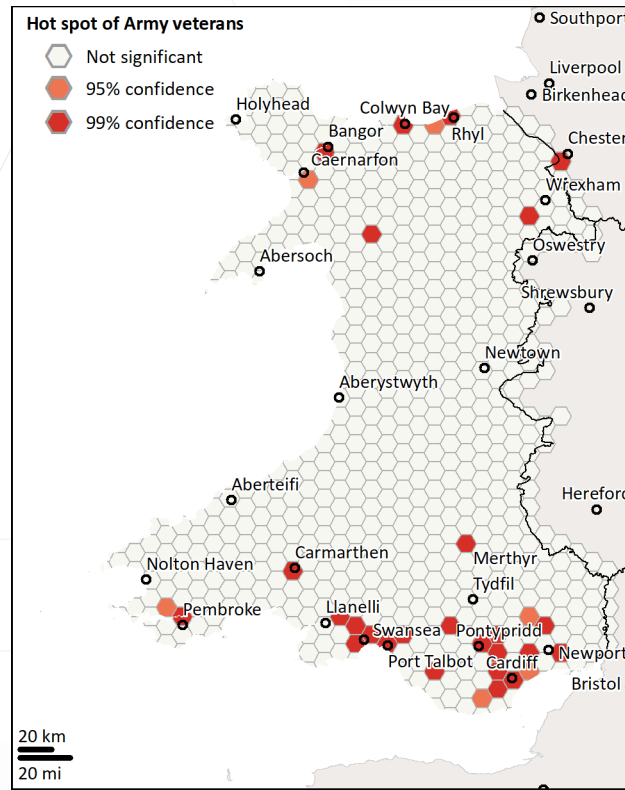 Hot spot of Army veterans
Not significant
95% confidence
99% confidence
Southport
Liverpool
Birkenhead
Holyhead
Colwyn Bay
Rhyl
Bangor
Chester
Caernarfon
Wrexham
Oswestry
Abersoch
Shrewsbury
Newtown
Aberystwyth
Aberteifi
Hereford
Carmarthen
Merthyr
Tydfil
Nolton Haven
Pembroke
Llanelli
Swansea
Pontypridd
Port Talbot
Cardiff
Newport
Bristol
20 km
20 mi